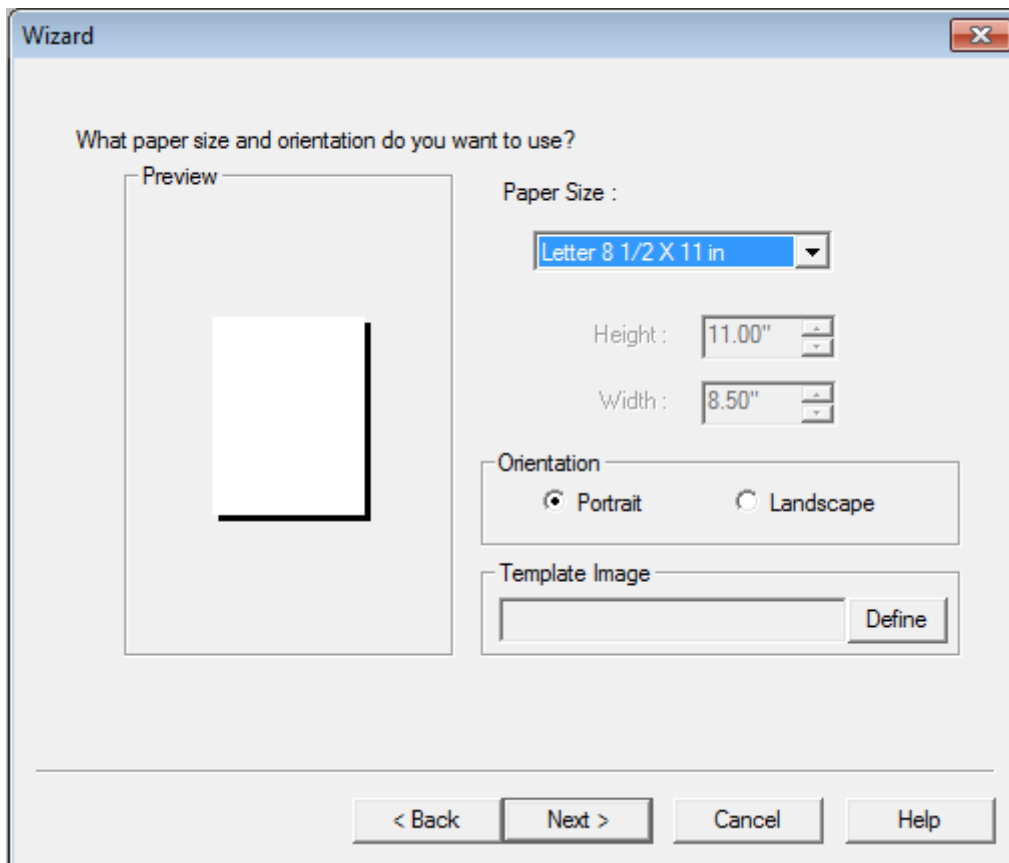 Wizard
What paper size and orientation do you want to use?
Preview
Paper Size :
Letter 8 1/2 X 11 in
Height : 11.00"
Width : 8.50"
Orientation
Portrait Landscape
Template Image
Define
< Back Next > Cancel Help